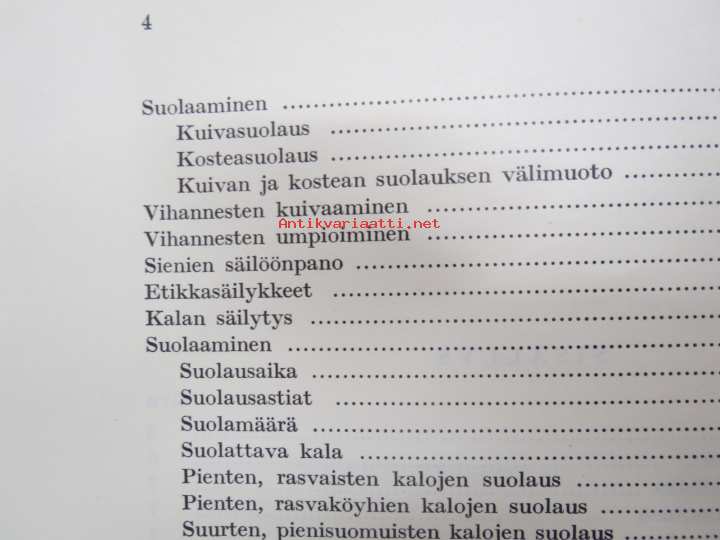 4
Suolaaminen
Kuivasuolaus
Kosteasuolaus
Kuivan ja kostean suolauksen välimuoto
Vihannesten kuivaaminen
Antikvariaatti.net
Vihannesten umpioiminen
Sienien säilöönpano
Etikkasäilykkeet
Kalan säilytys
Suolaaminen
Suolausaika
Suolausastiat
Suolamäärä
Suolattava kala
Pienten, rasvaisten kalojen suolaus
Pienten, rasvaköyhien kalojen suolaus
Suurten, pienisuomuisten kalojen suolaus